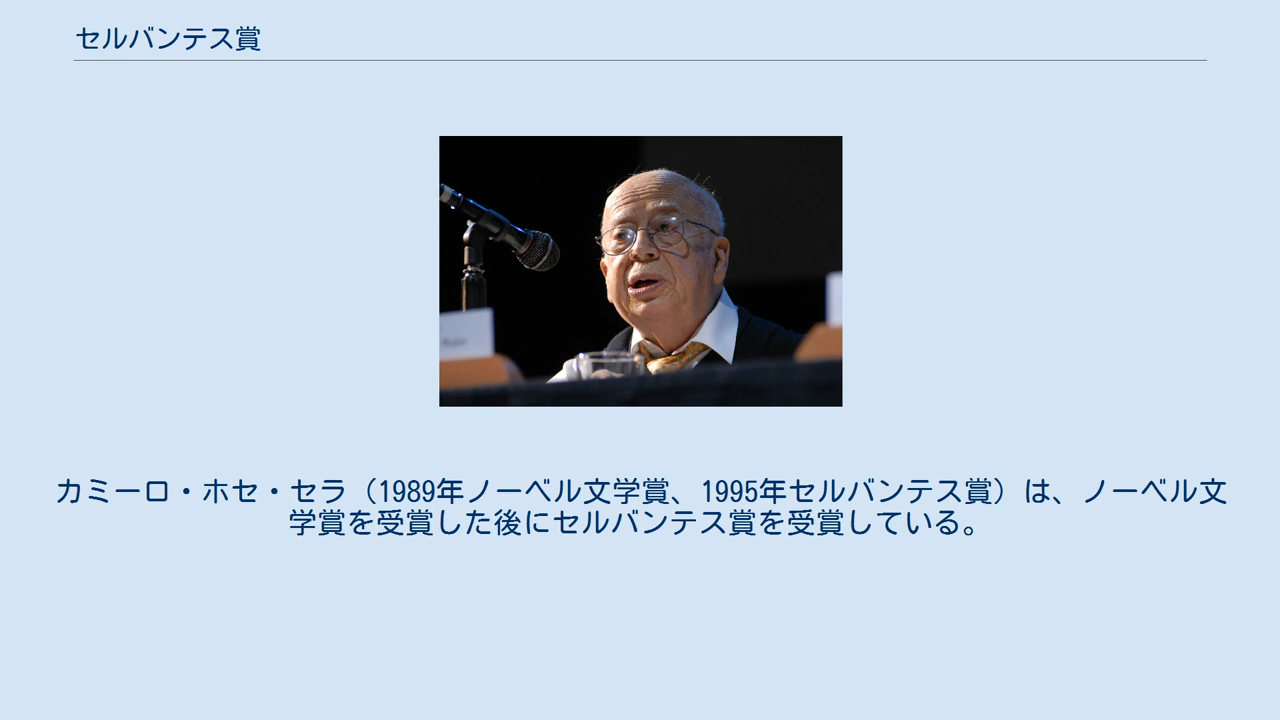 セルバンテス賞
カミーロ・ホセ・セラ（1989年ノーベル文学賞、1995年セルバンテス賞）は、ノーベル文
学賞を受賞した後にセルバンテス賞を受賞している。